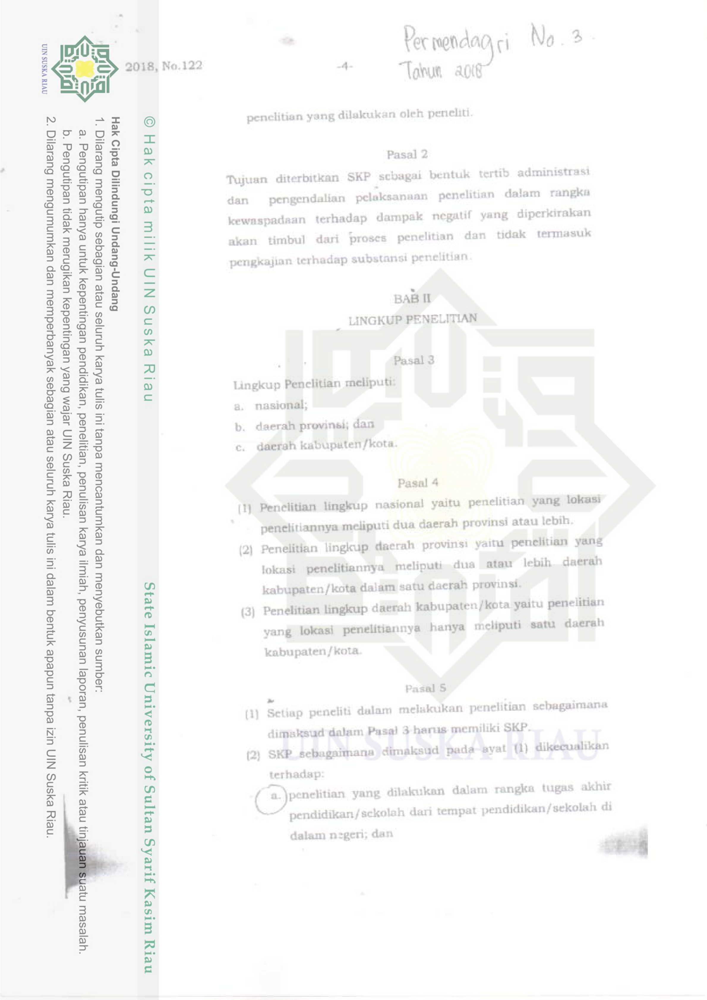 Permendagri No. 3
Tahun 2018
2018, No.122
-4-
penelitian yang dilakukan oleh peneliti.
Pasal 2
Tujuan diterbitkan SKP sebagai bentuk tertib administrasi
dan pengendalian pelaksanaan penelitian dalam rangka
kewaspadaan terhadap dampak negatif yang diperkirakan
akan timbul dari proses penelitian dan tidak termasuk
pengkajian terhadap substansi penelitian.
BAB II
LINGKUP PENELITIAN
Pasal 3
Lingkup Penelitian meliputi:
a. nasional;
b. daerah provinsi; dan
c. daerah kabupaten/kota.
Pasal 4
(1) Penelitian lingkup nasional yaitu penelitian yang lokasi
penelitiannya meliputi dua daerah provinsi atau lebih.
(2) Penelitian lingkup daerah provinsi yaitu penelitian yang
lokasi penelitiannya meliputi dua atau lebih daerah
kabupaten/kota dalam satu daerah provinsi.
(3) Penelitian lingkup daerah kabupaten/kota yaitu penelitian
yang lokasi penelitiannya hanya meliputi satu daerah
kabupaten/kota.
Pasal 5
(1) Setiap peneliti dalam melakukan penelitian sebagaimana
dimaksud dalam Pasal 3 harus memiliki SKP.
(2) SKP sebagaimana dimaksud pada ayat (1) dikecualikan
terhadap:
a. penelitian yang dilakukan dalam rangka tugas akhir
pendidikan/sekolah dari tempat pendidikan/sekolah di
dalam negeri; dan
UIN SUSKA RIAU
© Hak cipta milik UIN Suska Riau
State Islamic University of Sultan Syarif Kasim Riau
Hak Cipta Dilindungi Undang-Undang
1. Dilarang mengutip sebagian atau seluruh karya tulis ini tanpa mencantumkan dan menyebutkan sumber:
a. Pengutipan hanya untuk kepentingan pendidikan, penelitian, penulisan karya ilmiah, penyusunan laporan, penulisan kritik atau tinjauan suatu masalah.
b. Pengutipan tidak merugikan kepentingan yang wajar UIN Suska Riau.
2. Dilarang mengumumkan dan memperbanyak sebagian atau seluruh karya tulis ini dalam bentuk apapun tanpa izin UIN Suska Riau.
UIN SUSKA RIAU